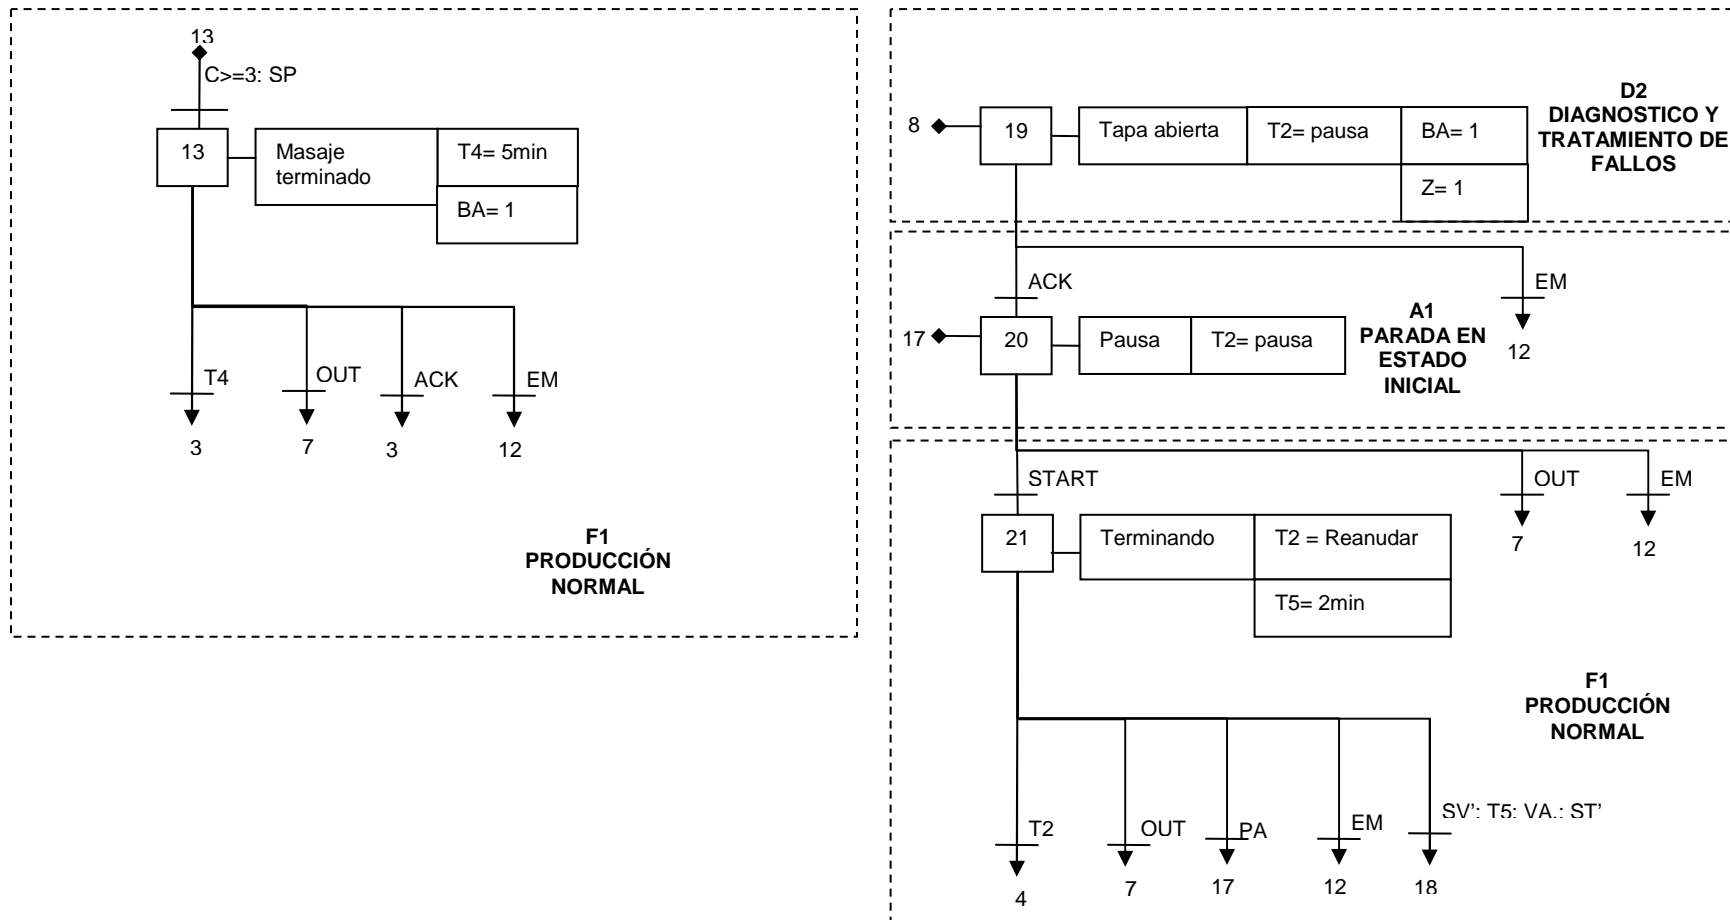 13
C>=3: SP
13
Masaje
terminado
T4= 5min
BA= 1
T4
OUT
ACK
EM
3
7
3
12
F1
PRODUCCIÓN
NORMAL
8
19
Tapa abierta
T2= pausa
BA= 1
Z= 1
D2
DIAGNOSTICO Y
TRATAMIENTO DE
FALLOS
ACK
EM
12
17
20
Pausa
T2= pausa
A1
PARADA EN
ESTADO
INICIAL
START
OUT
EM
7
12
21
Terminando
T2 = Reanudar
T5= 2min
F1
PRODUCCIÓN
NORMAL
T2
OUT
PA
EM
SV’: T5: VA.: ST’
4
7
17
12
18